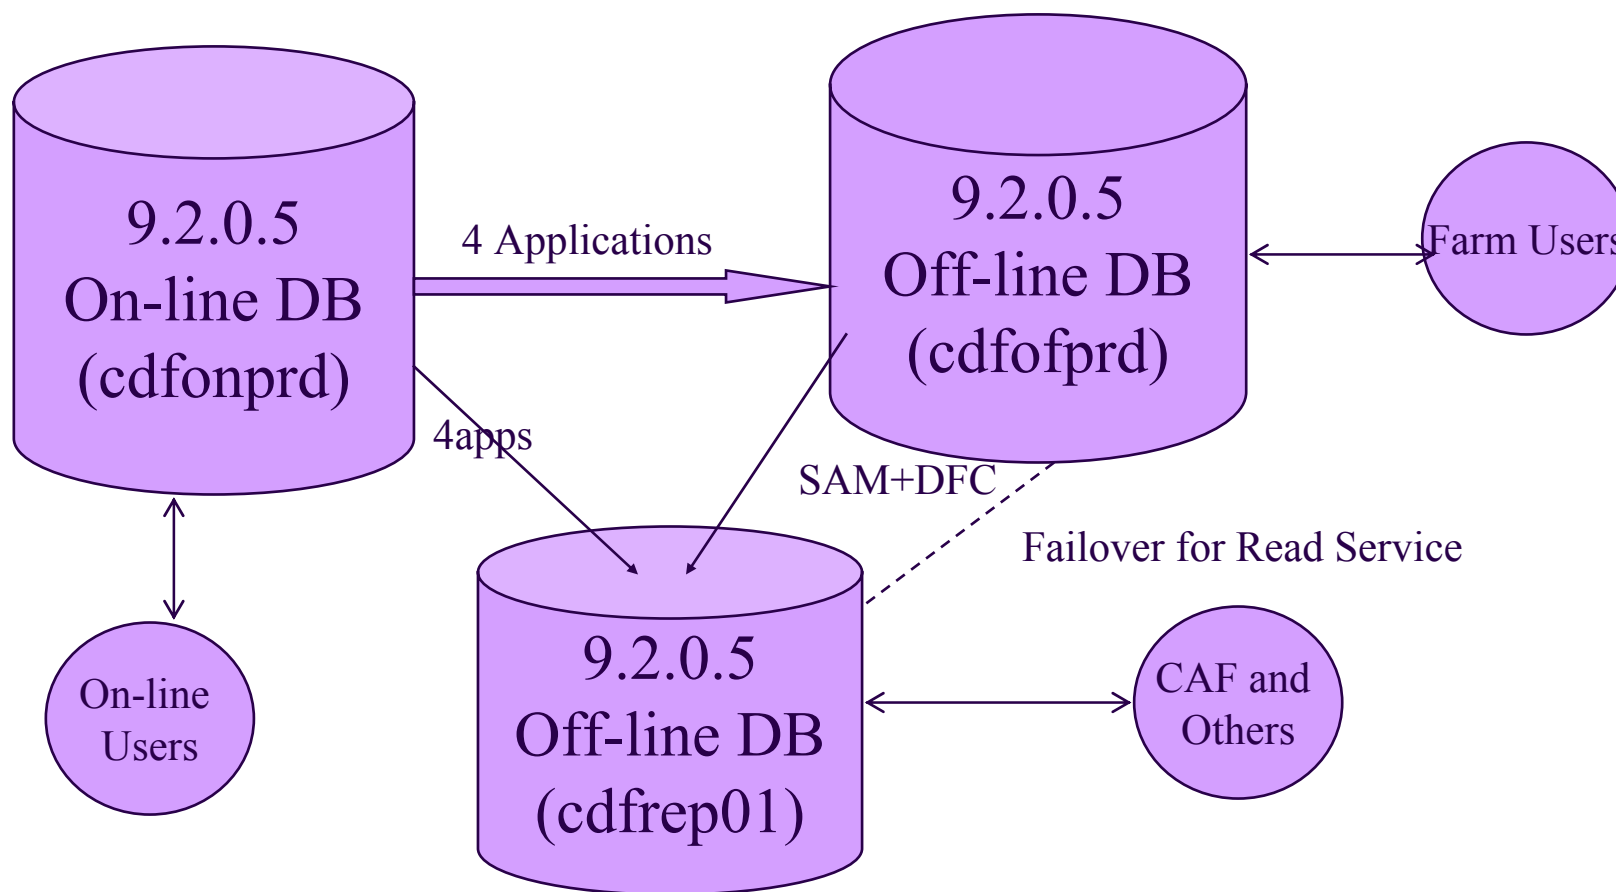 9.2.0.5
On-line DB
(cdfonprd)
4 Applications
9.2.0.5
Off-line DB
(cdfofprd)
Farm Users
4apps
SAM+DFC
Failover for Read Service
On-line
Users
9.2.0.5
Off-line DB
(cdfrep01)
CAF and
Others